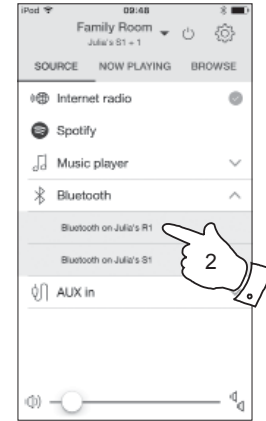 iPod 09:48
Family Room
Julia's S1 + 1
SOURCE NOW PLAYING BROWSE
Internet radio
Spotify
Music player
Bluetooth
Bluetooth on Julia's R1
Bluetooth on Julia's S1
AUX in
2